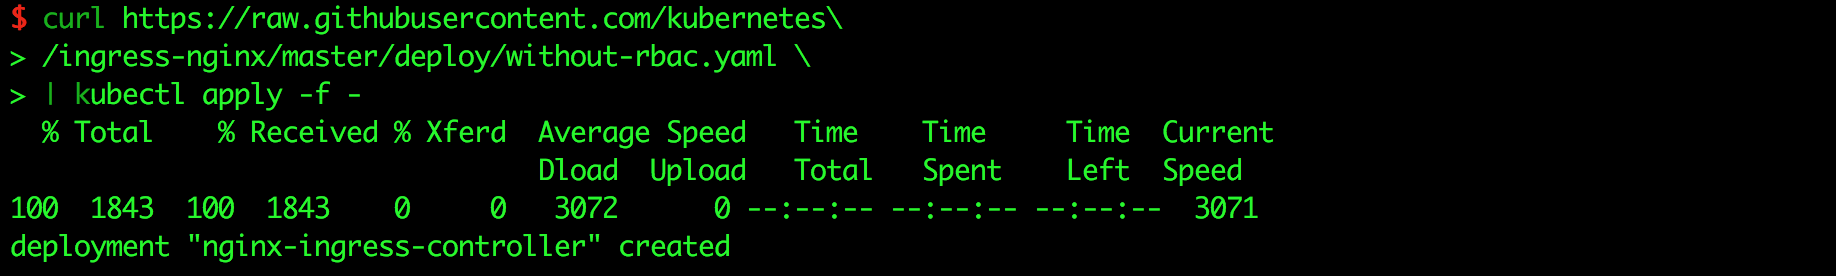 $ curl https://raw.githubusercontent.com/kubernetes\
> /ingress-nginx/master/deploy/without-rbac.yaml \
> | kubectl apply -f -
  % Total    % Received % Xferd  Average Speed   Time    Time     Time  Current
                                 Dload  Upload   Total   Spent    Left  Speed
100  1843  100  1843    0     0   3072      0 --:--:-- --:--:-- --:--:--  3071
deployment "nginx-ingress-controller" created